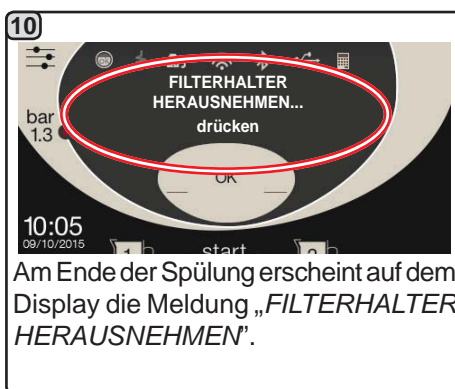 10
FILTERHALTER
HERAUSNEHMEN...
drücken
bar
1.3
OK
10:05
09/10/2015
1 start 2
Am Ende der Spülung erscheint auf dem
Display die Meldung „FILTERHALTER
HERAUSNEHMEN”.